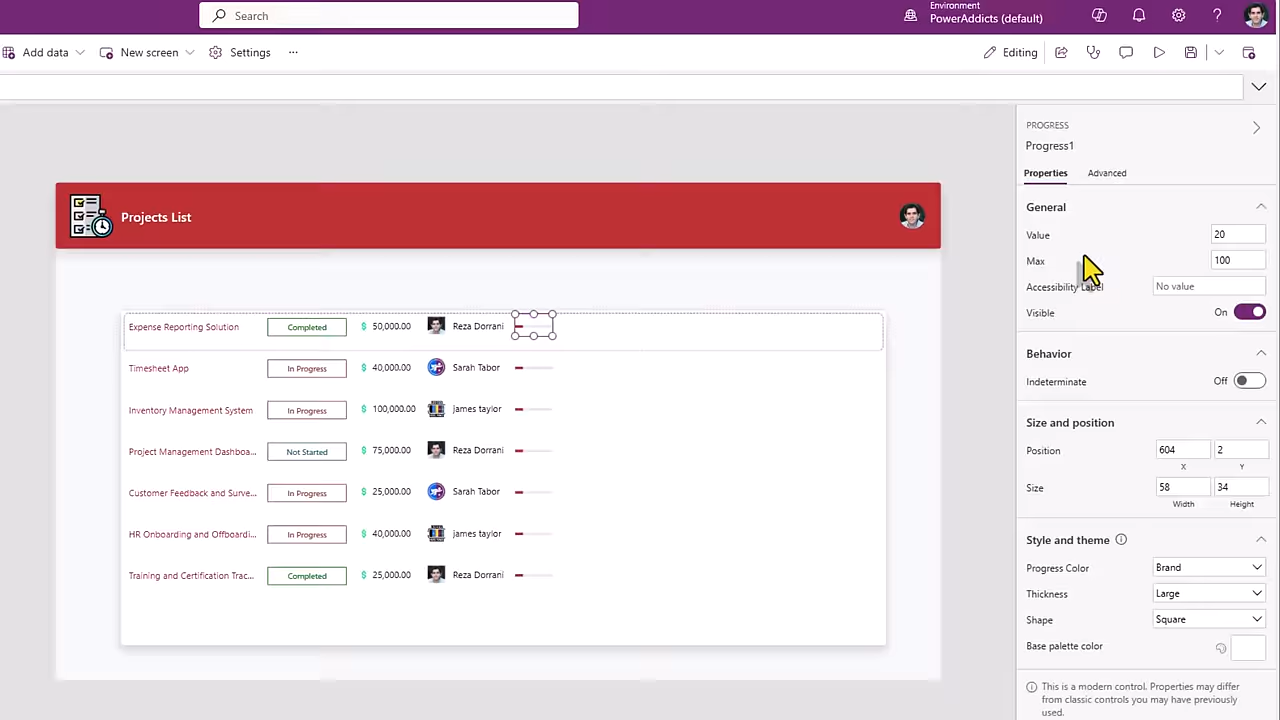 Search
Environment
PowerAddicts (default)
Add data
New screen
Settings
···
Editing
PROGRESS
Progress1
Properties
Advanced
General
Value
20
Max
100
Accessibility Label
No value
Visible
On
Behavior
Indeterminate
Off
Size and position
Position
604
2
X
Y
Size
58
34
Width
Height
Style and theme
Progress Color
Brand
Thickness
Large
Shape
Square
Base palette color
This is a modern control. Properties may differ
from classic controls you may have previously
used.
Projects List
Expense Reporting Solution
Completed
$ 50,000.00
Reza Dorrani
Timesheet App
In Progress
$ 40,000.00
Sarah Tabor
Inventory Management System
In Progress
$ 100,000.00
james taylor
Project Management Dashboa...
Not Started
$ 75,000.00
Reza Dorrani
Customer Feedback and Surve...
In Progress
$ 25,000.00
Sarah Tabor
HR Onboarding and Offboardi...
In Progress
$ 40,000.00
james taylor
Training and Certification Trac...
Completed
$ 25,000.00
Reza Dorrani